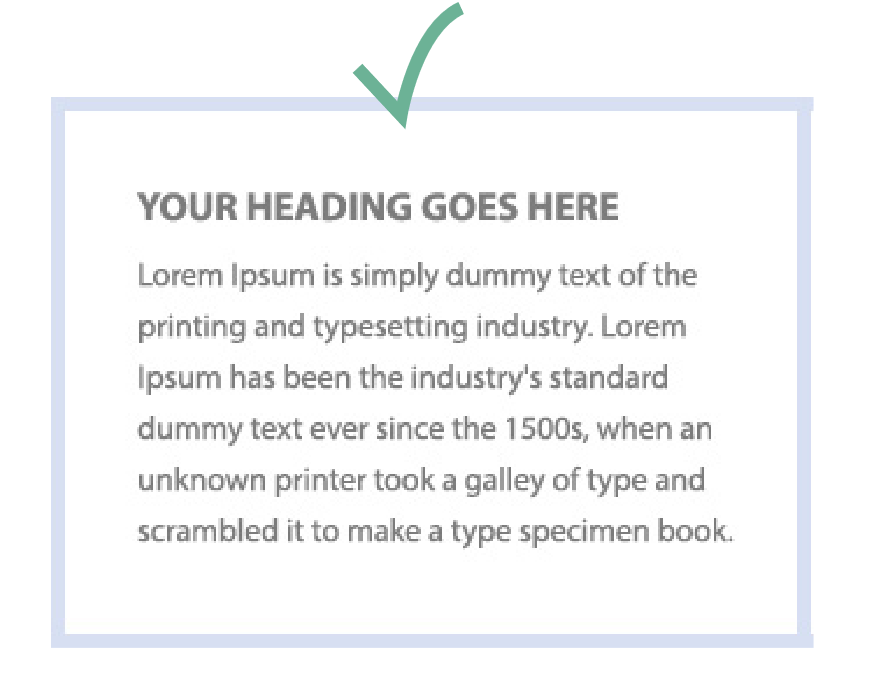 YOUR HEADING GOES HERE
Lorem Ipsum is simply dummy text of the
printing and typesetting industry. Lorem
Ipsum has been the industry's standard
dummy text ever since the 1500s, when an
unknown printer took a galley of type and
scrambled it to make a type specimen book.